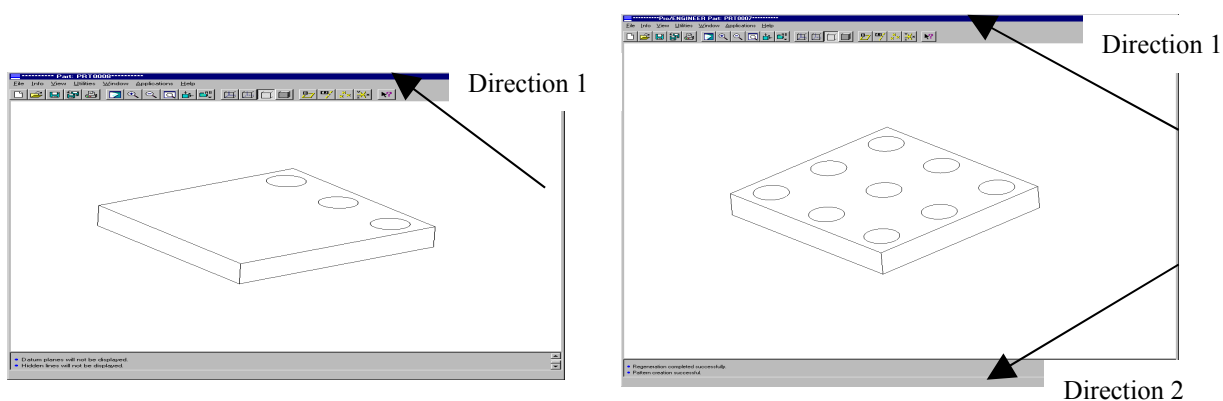 ********** Part: PRT0008**********
File Info View Utilities Window Applications Help
Direction 1
• Datum planes will not be displayed.
• Hidden lines will not be displayed.
**********Pro/ENGINEER Part: PRT0007**********
File Info View Utilities Window Applications Help
Direction 1
• Regeneration completed successfully.
• Pattern creation successful.
Direction 2